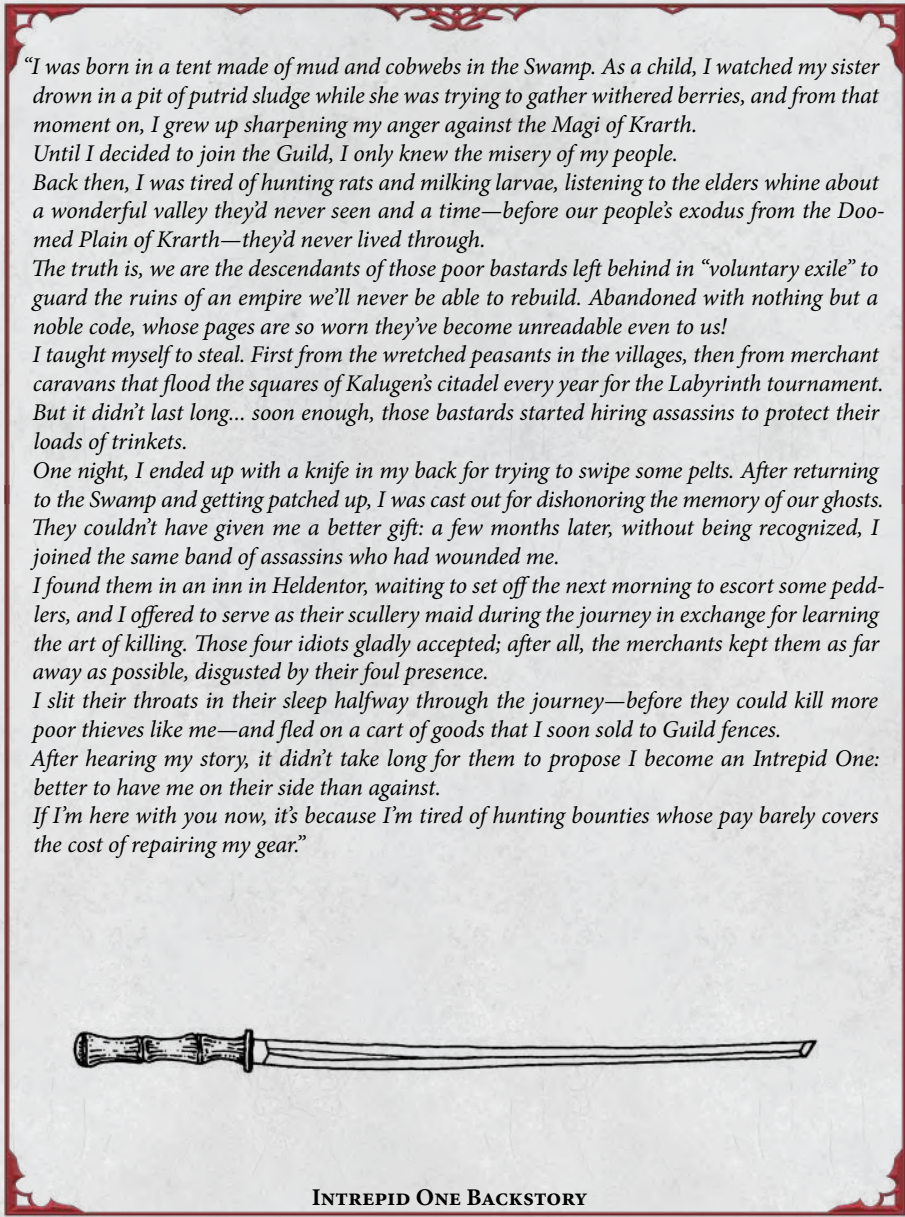 “I was born in a tent made of mud and cobwebs in the Swamp. As a child, I watched my sister
drown in a pit of putrid sludge while she was trying to gather withered berries, and from that
moment on, I grew up sharpening my anger against the Magi of Krarth.
Until I decided to join the Guild, I only knew the misery of my people.
Back then, I was tired of hunting rats and milking larvae, listening to the elders whine about
a wonderful valley they’d never seen and a time—before our people’s exodus from the Doo-
med Plain of Krarth—they’d never lived through.
The truth is, we are the descendants of those poor bastards left behind in “voluntary exile” to
guard the ruins of an empire we’ll never be able to rebuild. Abandoned with nothing but a
noble code, whose pages are so worn they’ve become unreadable even to us!
I taught myself to steal. First from the wretched peasants in the villages, then from merchant
caravans that flood the squares of Kalugen’s citadel every year for the Labyrinth tournament.
But it didn’t last long... soon enough, those bastards started hiring assassins to protect their
loads of trinkets.
One night, I ended up with a knife in my back for trying to swipe some pelts. After returning
to the Swamp and getting patched up, I was cast out for dishonoring the memory of our ghosts.
They couldn’t have given me a better gift: a few months later, without being recognized, I
joined the same band of assassins who had wounded me.
I found them in an inn in Heldentor, waiting to set off the next morning to escort some pedd-
lers, and I offered to serve as their scullery maid during the journey in exchange for learning
the art of killing. Those four idiots gladly accepted; after all, the merchants kept them as far
away as possible, disgusted by their foul presence.
I slit their throats in their sleep halfway through the journey—before they could kill more
poor thieves like me—and fled on a cart of goods that I soon sold to Guild fences.
After hearing my story, it didn’t take long for them to propose I become an Intrepid One:
better to have me on their side than against.
If I’m here with you now, it’s because I’m tired of hunting bounties whose pay barely covers
the cost of repairing my gear.”
Intrepid One Backstory